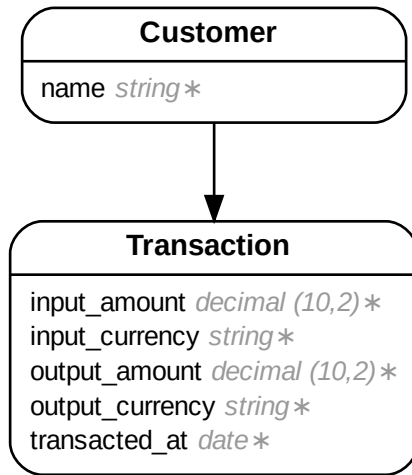 Customer
name string∗
Transaction
input_amount decimal (10,2)∗
input_currency string∗
output_amount decimal (10,2)∗
output_currency string∗
transacted_at date∗